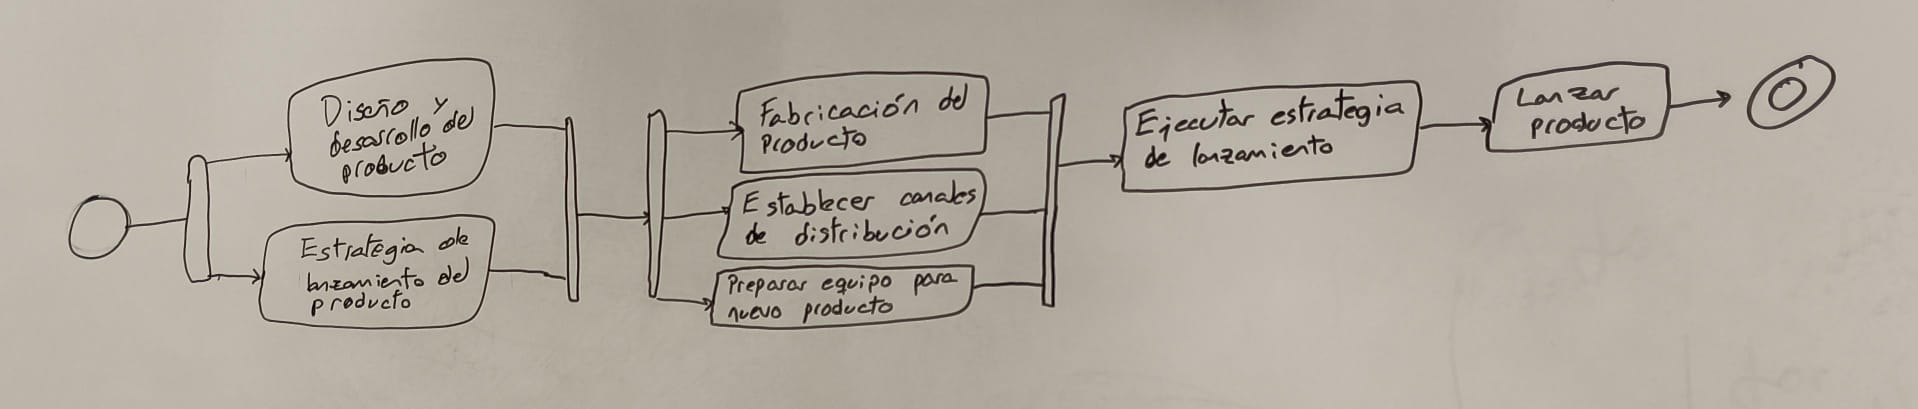 Diseño y
desarrollo del
producto
Estrategia de
lanzamiento del
producto
Fabricación del
Producto
Establecer canales
de distribución
Preparar equipo para
nuevo producto
Ejecutar estrategia
de lanzamiento
Lanzar
producto